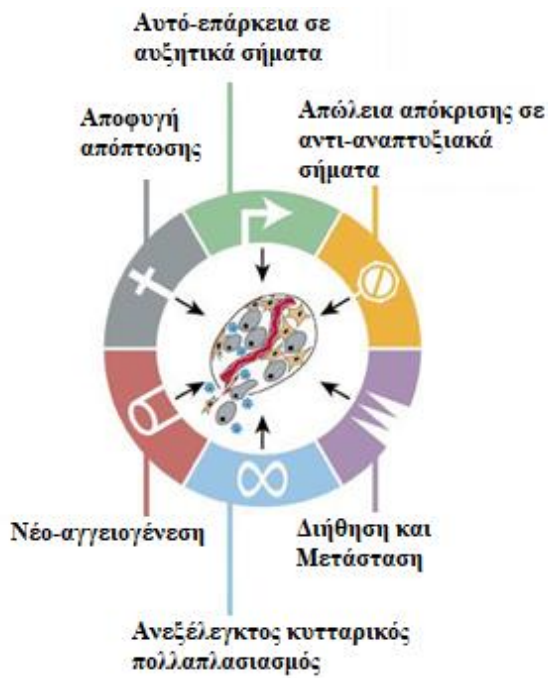 Αυτό-επάρκεια σε
αυξητικά σήματα
Αποφυγή
απόπτωσης
Απώλεια απόκρισης σε
αντι-αναπτυξιακά
σήματα
Νέο-αγγειογένεση
Διήθηση και
Μετάσταση
Ανεξέλεγκτος κυτταρικός
πολλαπλασιασμός